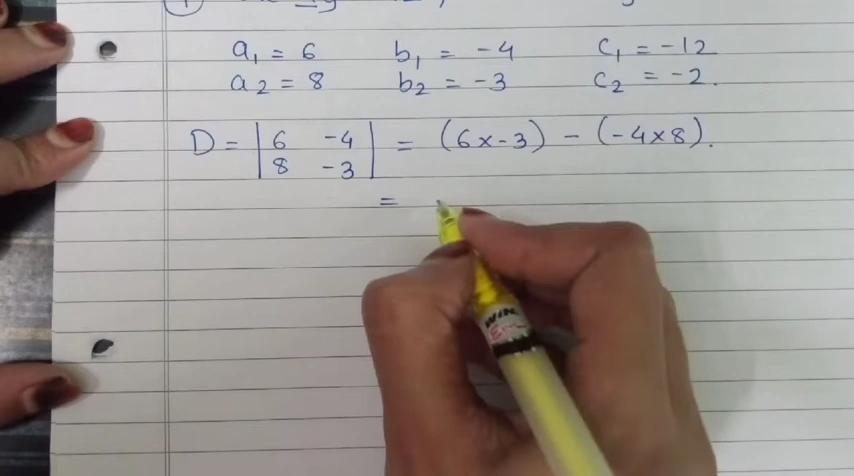 a₁ = 6 b₁ = -4 c₁ = -12
a₂ = 8 b₂ = -3 c₂ = -2.
D = | 6 -4 | = (6 x - 3) - (-4 x 8).
| 8 -3 |
=
WIN